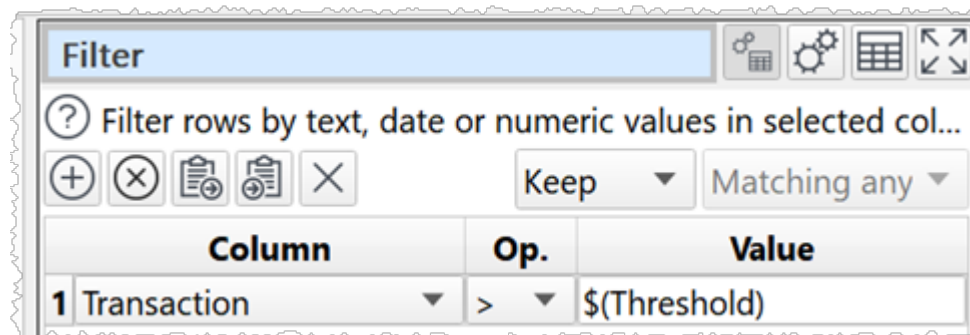 Filter
Filter rows by text, date or numeric values in selected col...
Keep Matching any
Column Op. Value
1 Transaction > $(Threshold)